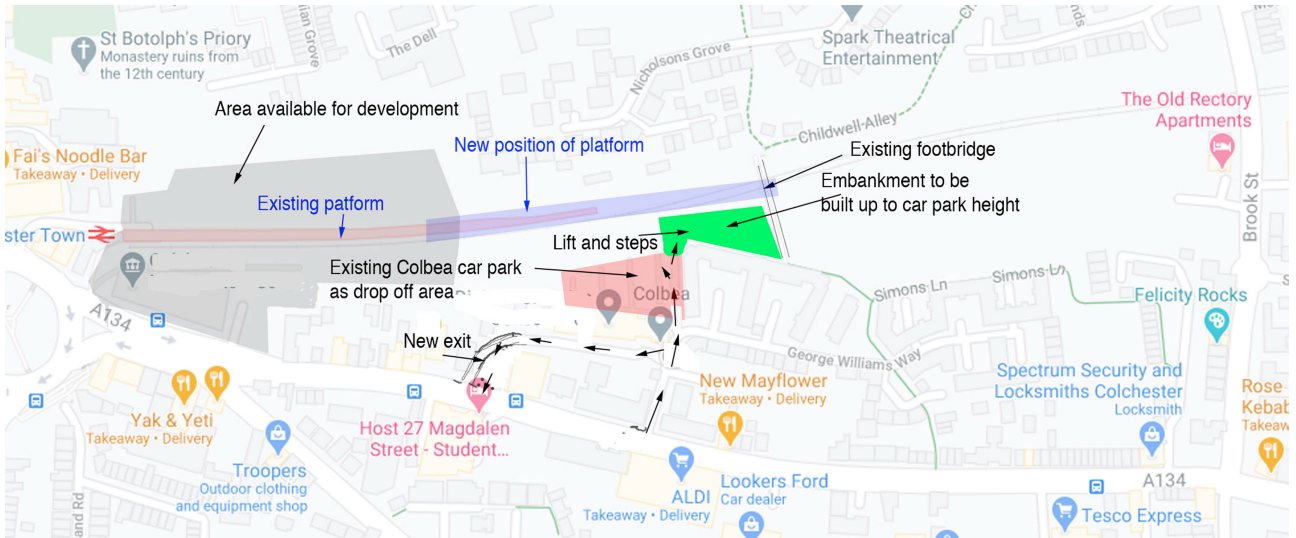 St Botolph's Priory
Monastery ruins from
the 12th century
The Dell
Nicholsons Grove
Spark Theatrical
Entertainment
Area available for development
The Old Rectory
Apartments
Childwell Alley
New position of platform
Existing footbridge
Fai's Noodle Bar
Takeaway • Delivery
Embankment to be
built up to car park height
Existing patform
ster Town
Lift and steps
Brook St
Existing Colbea car park
as drop off area
Simons Ln
Simons Ln
Colbea
Felicity Rocks
A134
New exit
George Williams Way
Spectrum Security and
Locksmiths Colchester
Locksmith
New Mayflower
Takeaway • Delivery
Rose
Kebab
Takeaw
Yak & Yeti
Takeaway • Delivery
Host 27 Magdalen
Street - Student...
Troopers
Outdoor clothing
and equipment shop
ALDI
Takeaway • Delivery
Lookers Ford
Car dealer
A134
Tesco Express
and Rd